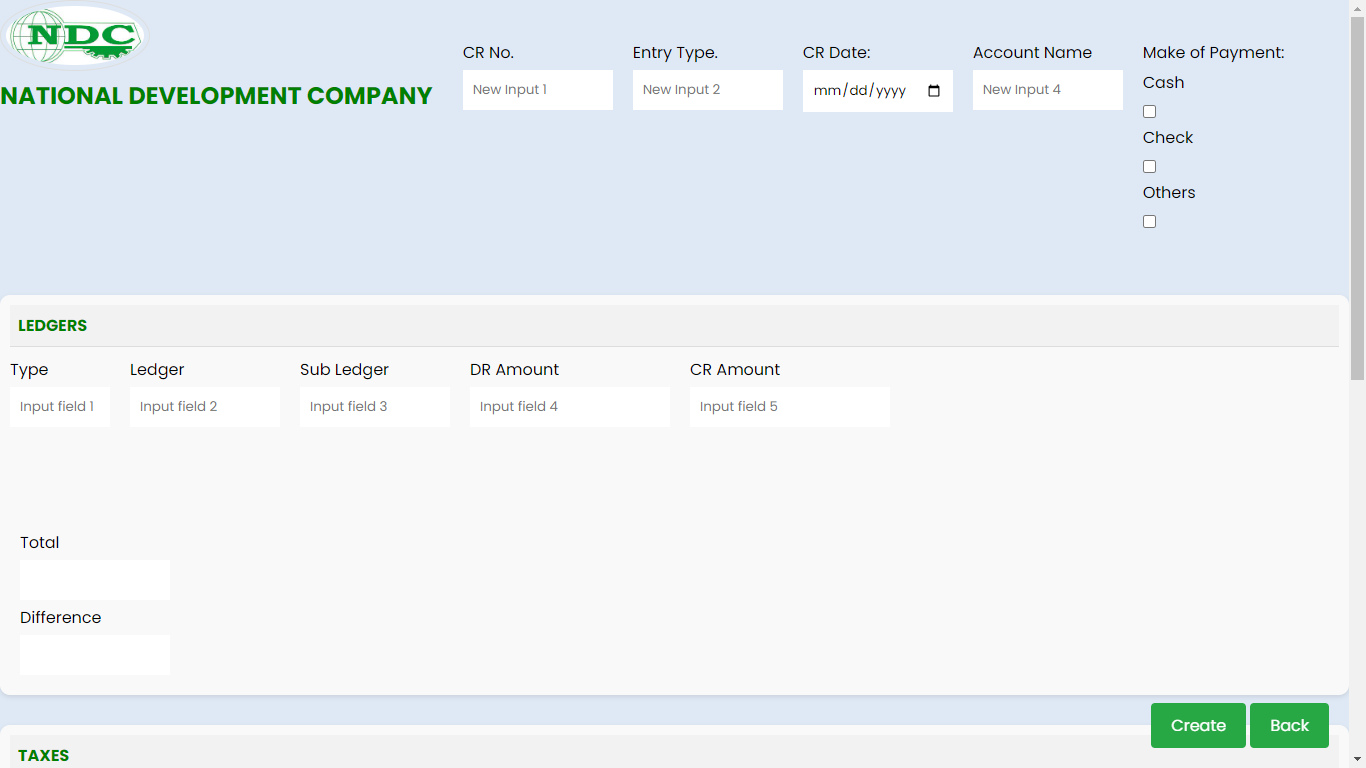 NDC
NATIONAL DEVELOPMENT COMPANY
CR No.
New Input 1
Entry Type.
New Input 2
CR Date:
mm/dd/yyyy
Account Name
New Input 4
Make of Payment:
Cash
Check
Others
LEDGERS
Type
Ledger
Sub Ledger
DR Amount
CR Amount
Input field 1
Input field 2
Input field 3
Input field 4
Input field 5
Total
Difference
Create
Back
TAXES